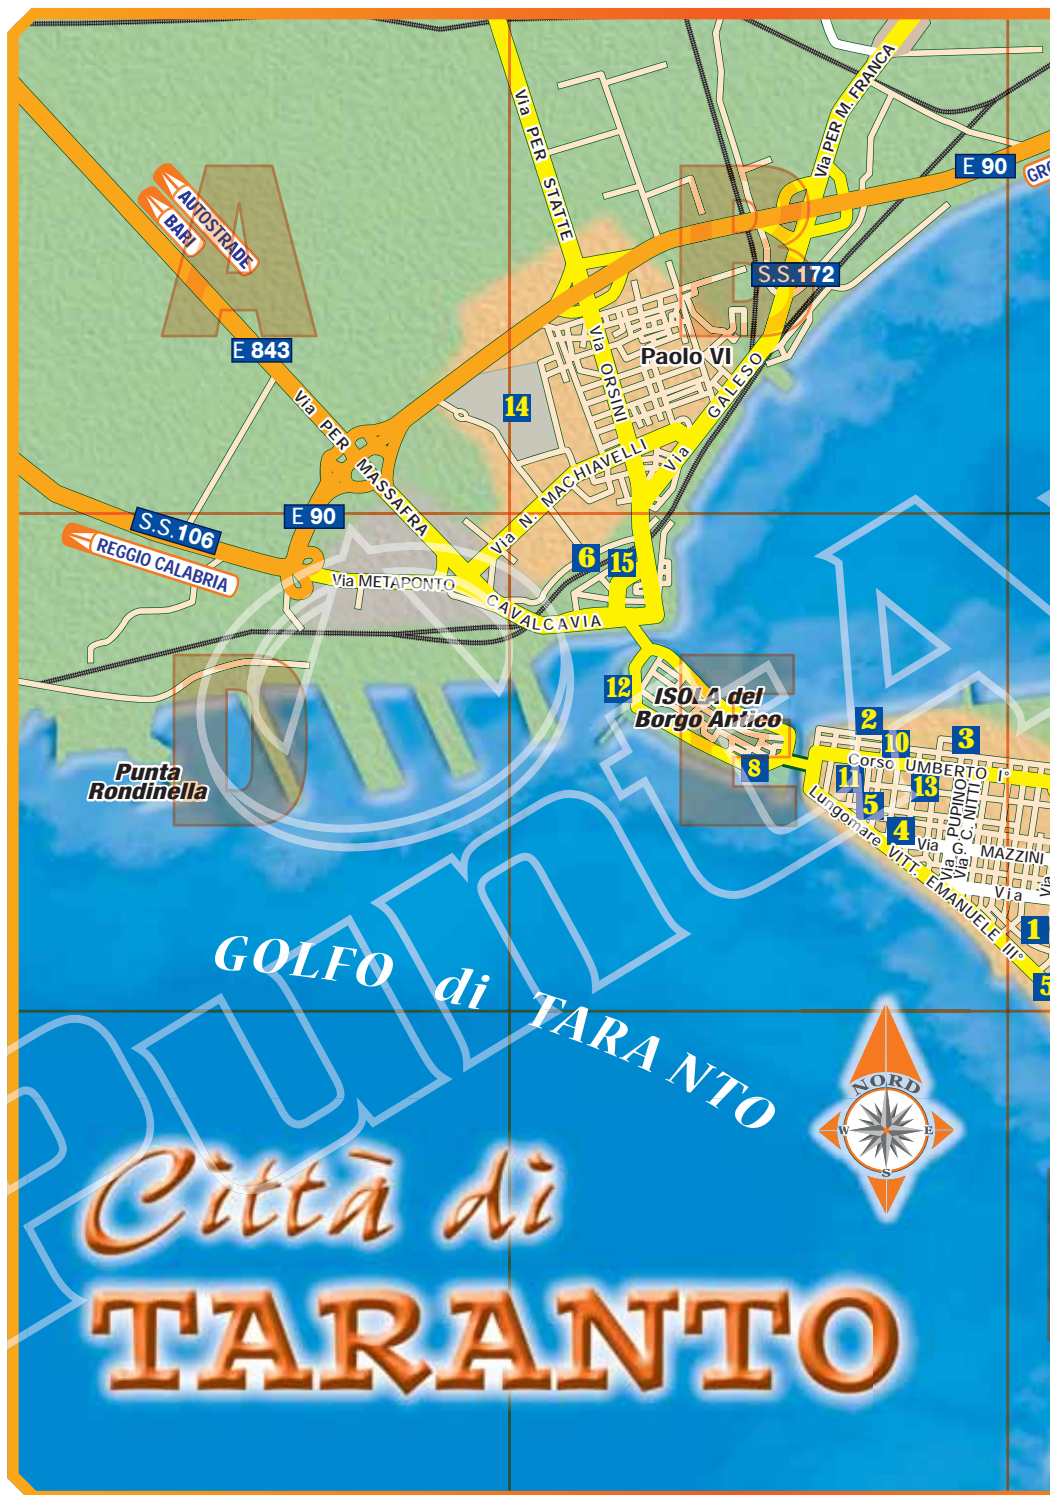 A
B
D
E
Via PER STATTE
Via PER M. FRANCA
E 90
GRO
AUTOSTRADE
BARI
S.S.172
E 843
Paolo VI
Via ORSINI
Via GALESO
14
Via PER MASSAFRA
Via N. MACHIAVELLI
S.S.106
E 90
REGGIO CALABRIA
6
15
Via METAPONTO
CAVALCAVIA
12
ISOLA del
Borgo Antico
2
10
3
8
Corso UMBERTO I°
11
13
5
Punta
Rondinella
Lungomare VITT. EMANUELE III°
4
Via PUPINO
Via C. NITTI
Via G. MAZZINI
Via
Via
1
5
GOLFO di TARANTO
Punt
NORD
W
E
S
Città di
TARANTO